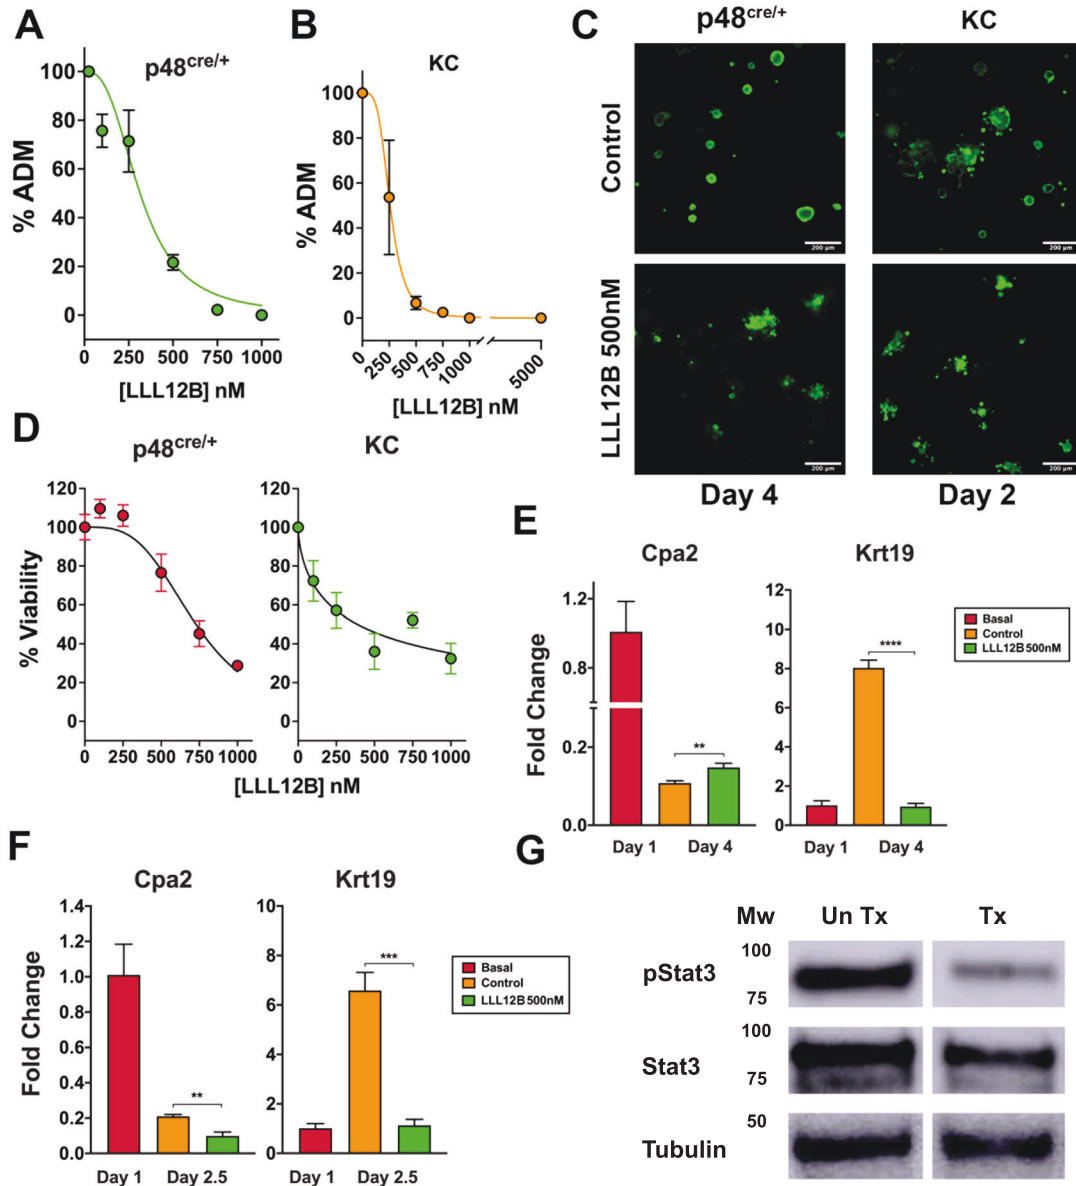 A
p48cre/+
% ADM
100
80
60
40
20
0
0 250 500 750 1000
[LLL12B] nM
B
KC
% ADM
100
80
60
40
20
0
0 250 500 750 1000 5000
[LLL12B] nM
C
p48cre/+ KC
Control
200 µm 200 µm
LLL12B 500nM
200 µm 200 µm
Day 4 Day 2
D
p48cre/+ KC
% Viability
120 120
100 100
80 80
60 60
40 40
20 20
0 0
0 250 500 750 1000 0 250 500 750 1000
[LLL12B] nM
E
Cpa2 Krt19
Fold Change
1.2
0.8
0.2
0.0
**
Day 1 Day 4
12
10
8
6
4
2
0
****
Day 1 Day 4
Basal
Control
LLL12B 500nM
F
Cpa2 Krt19
Fold Change
1.4
1.2
1.0
0.8
0.6
0.4
0.2
0.0
**
Day 1 Day 2.5
10
8
6
4
2
0
***
Day 1 Day 2.5
Basal
Control
LLL12B 500nM
G
Mw Un Tx Tx
100
pStat3
75
100
Stat3
75
50
Tubulin